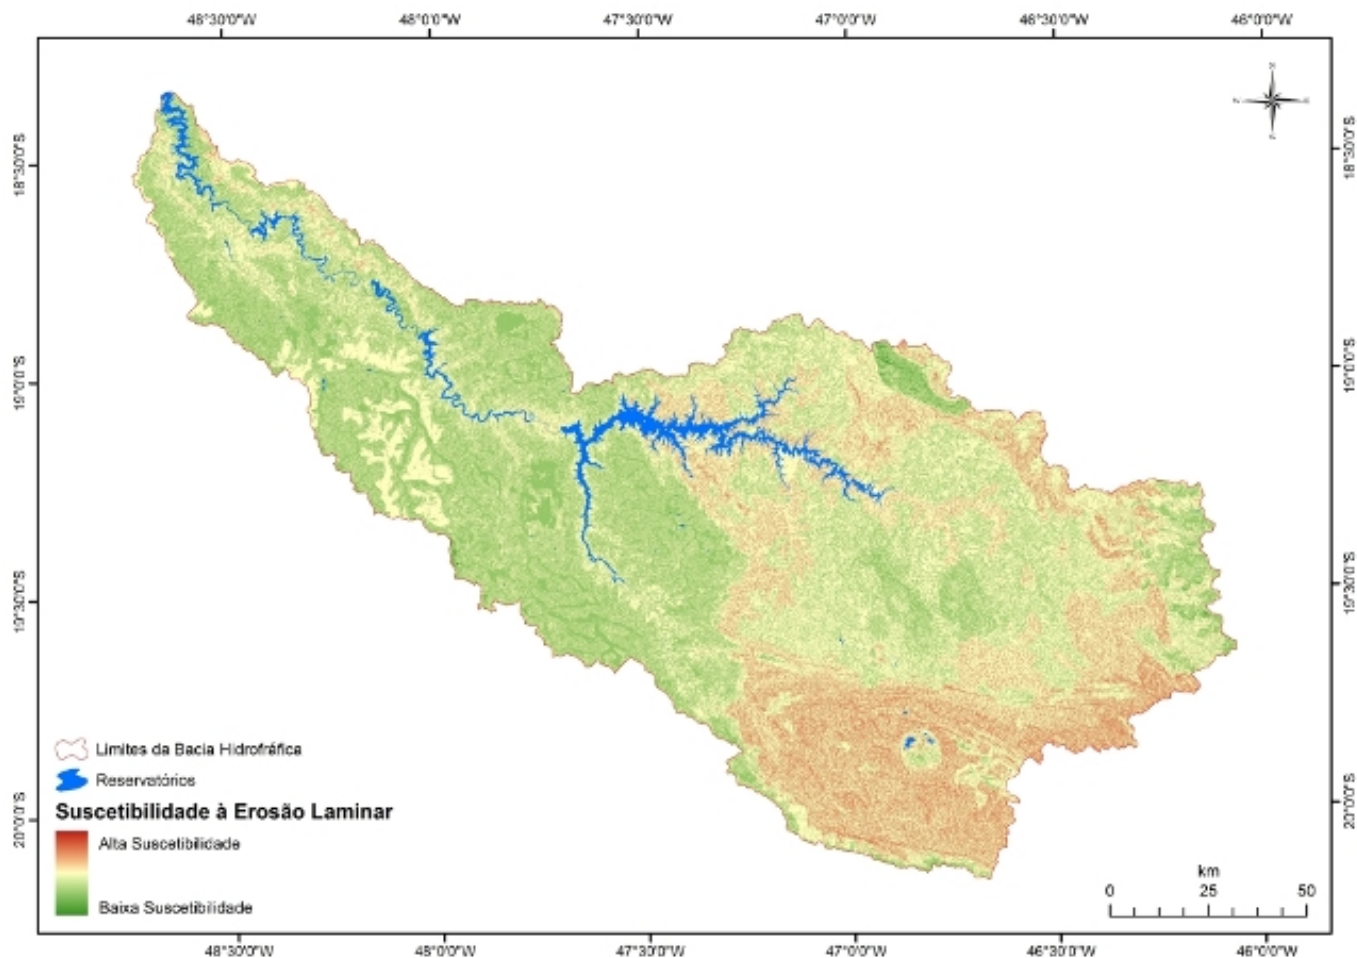 48°30'0"W 48°0'0"W 47°30'0"W 47°0'0"W 46°30'0"W 46°0'0"W
18°30'0"S 18°30'0"S
19°0'0"S 19°0'0"S
19°30'0"S 19°30'0"S
Limites da Bacia Hidrofráfica
Reservatórios
Suscetibilidade à Erosão Laminar
Alta Suscetibilidade
Baixa Suscetibilidade
20°0'0"S 20°0'0"S
km
0 25 50
48°30'0"W 48°0'0"W 47°30'0"W 47°0'0"W 46°30'0"W 46°0'0"W